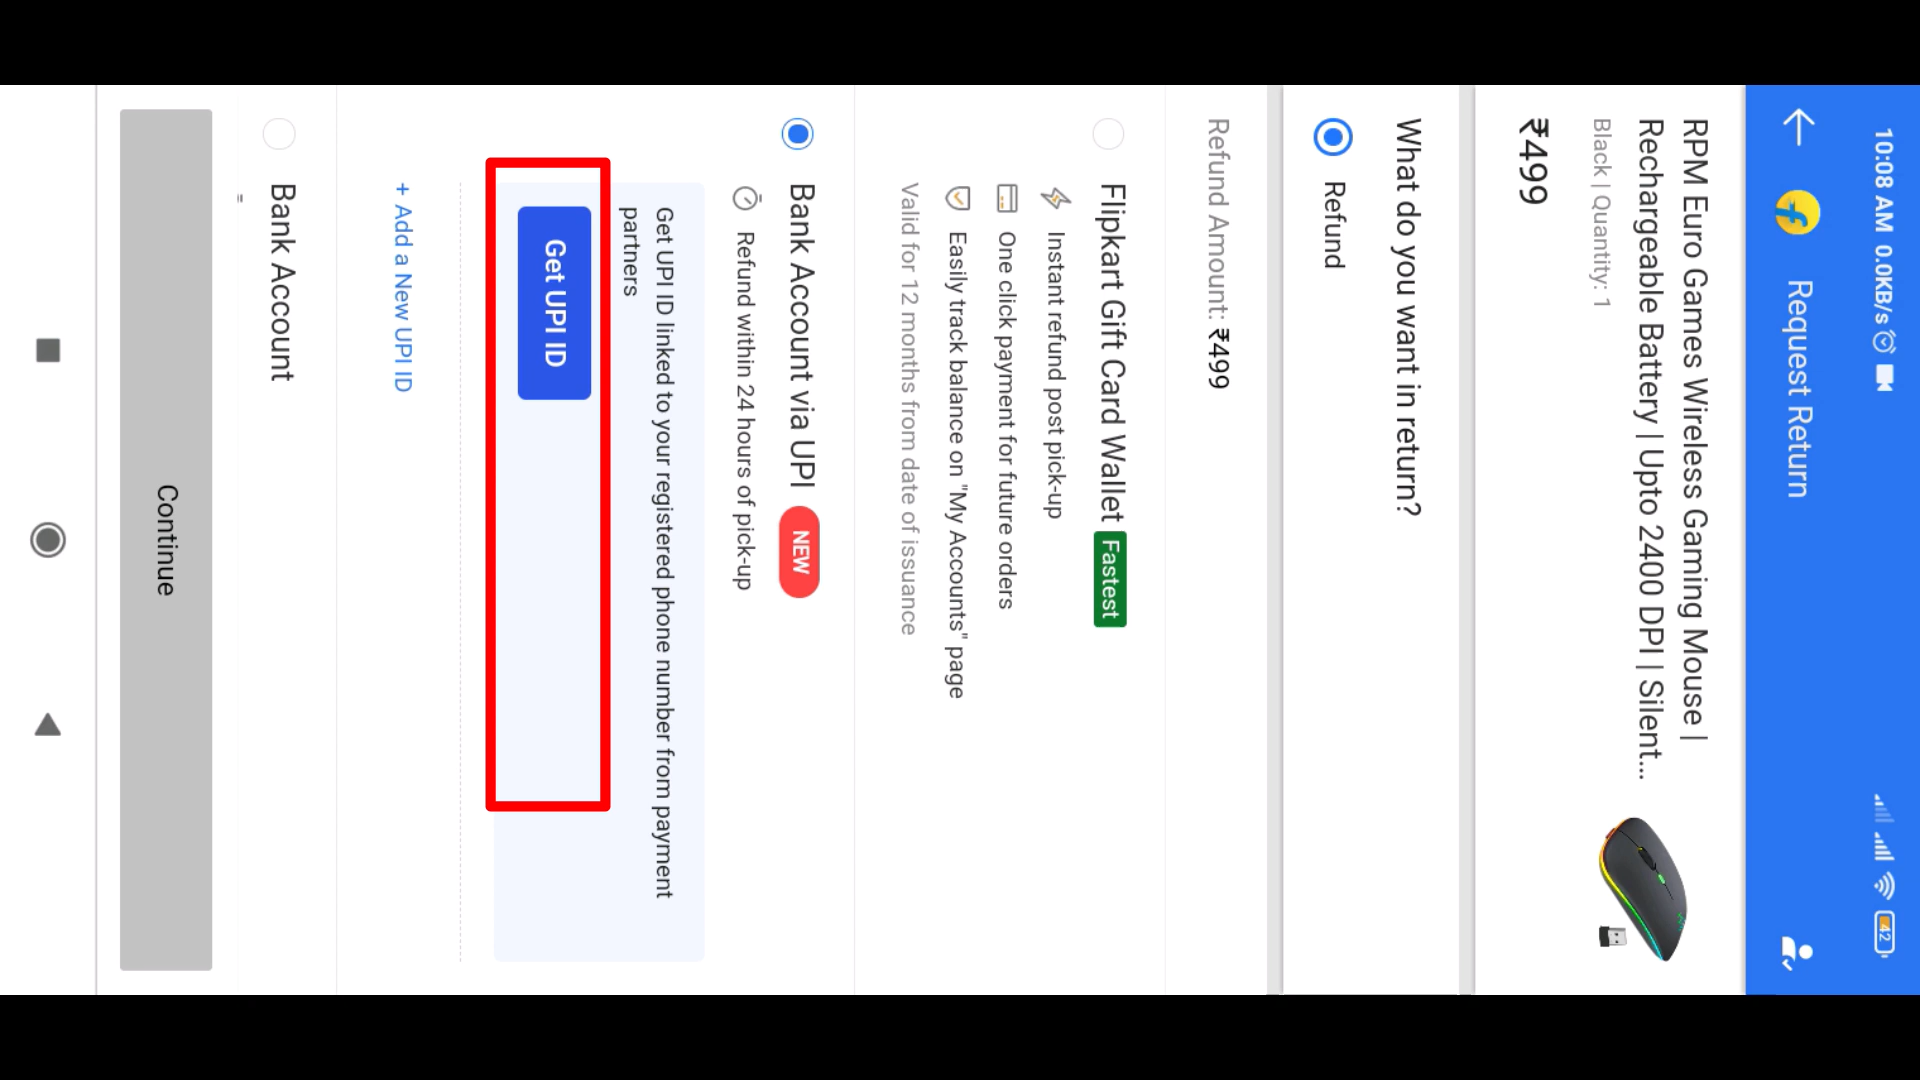 10:08 AM 0.0KB/s
42
Request Return
RPM Euro Games Wireless Gaming Mouse |
Rechargeable Battery | Upto 2400 DPI | Silent...
Black | Quantity: 1
₹499
What do you want in return?
Refund
Refund Amount: ₹499
Flipkart Gift Card Wallet Fastest
Instant refund post pick-up
One click payment for future orders
Easily track balance on "My Accounts" page
Valid for 12 months from date of issuance
Bank Account via UPI NEW
Refund within 24 hours of pick-up
Get UPI ID linked to your registered phone number from payment
partners
Get UPI ID
+ Add a New UPI ID
Bank Account
Continue